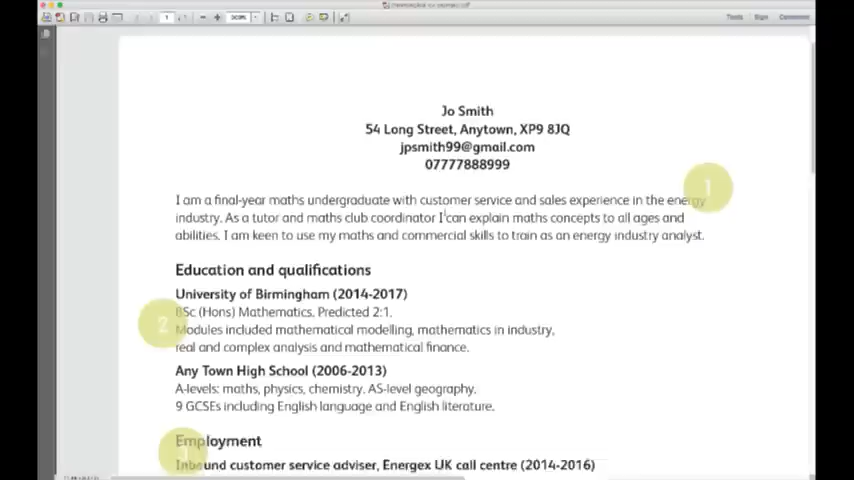 Tools Sign Comment
Jo Smith
54 Long Street, Anytown, XP9 8JQ
jpsmith99@gmail.com
07777888999
1
I am a final-year maths undergraduate with customer service and sales experience in the energy
industry. As a tutor and maths club coordinator I can explain maths concepts to all ages and
abilities. I am keen to use my maths and commercial skills to train as an energy industry analyst.
Education and qualifications
University of Birmingham (2014-2017)
BSc (Hons) Mathematics. Predicted 2:1.
2
Modules included mathematical modelling, mathematics in industry,
real and complex analysis and mathematical finance.
Any Town High School (2006-2013)
A-levels: maths, physics, chemistry. AS-level geography.
9 GCSEs including English language and English literature.
Employment
3
Inbound customer service adviser, Energex UK call centre (2014-2016)